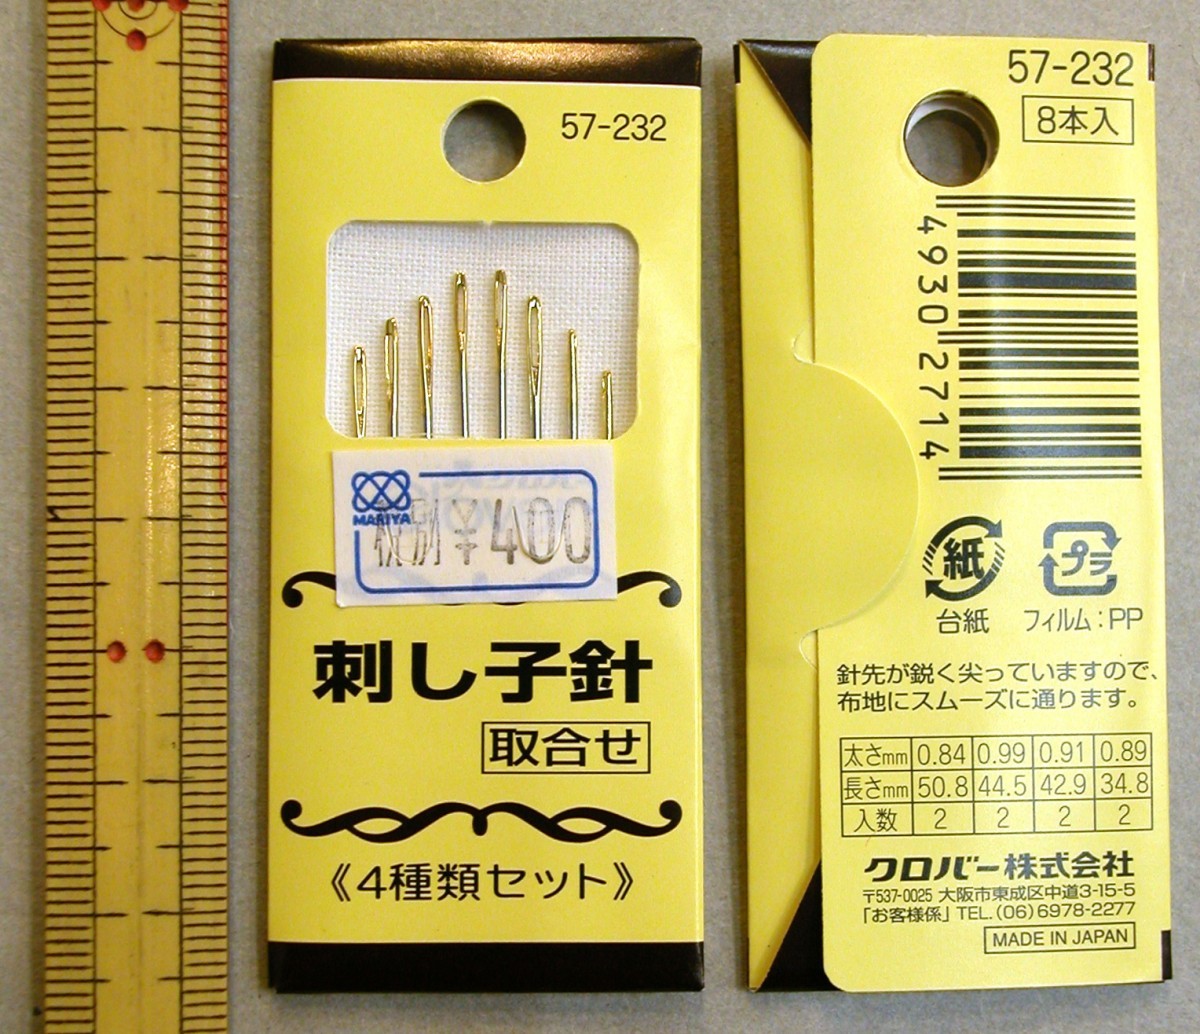 57-232
MARIYA
税別 ¥400
刺し子針
取合せ
《4種類セット》
57-232
8本入
4930 2714
紙
プラ
台紙
フィルム:PP
針先が鋭く尖っていますので、
布地にスムーズに通ります。
太さmm 0.84 0.99 0.91 0.89
長さmm 50.8 44.5 42.9 34.8
入数 2 2 2 2
クロバー株式会社
〒537-0025 大阪市東成区中道3-15-5
「お客様係」TEL.(06)6978-2277
MADE IN JAPAN